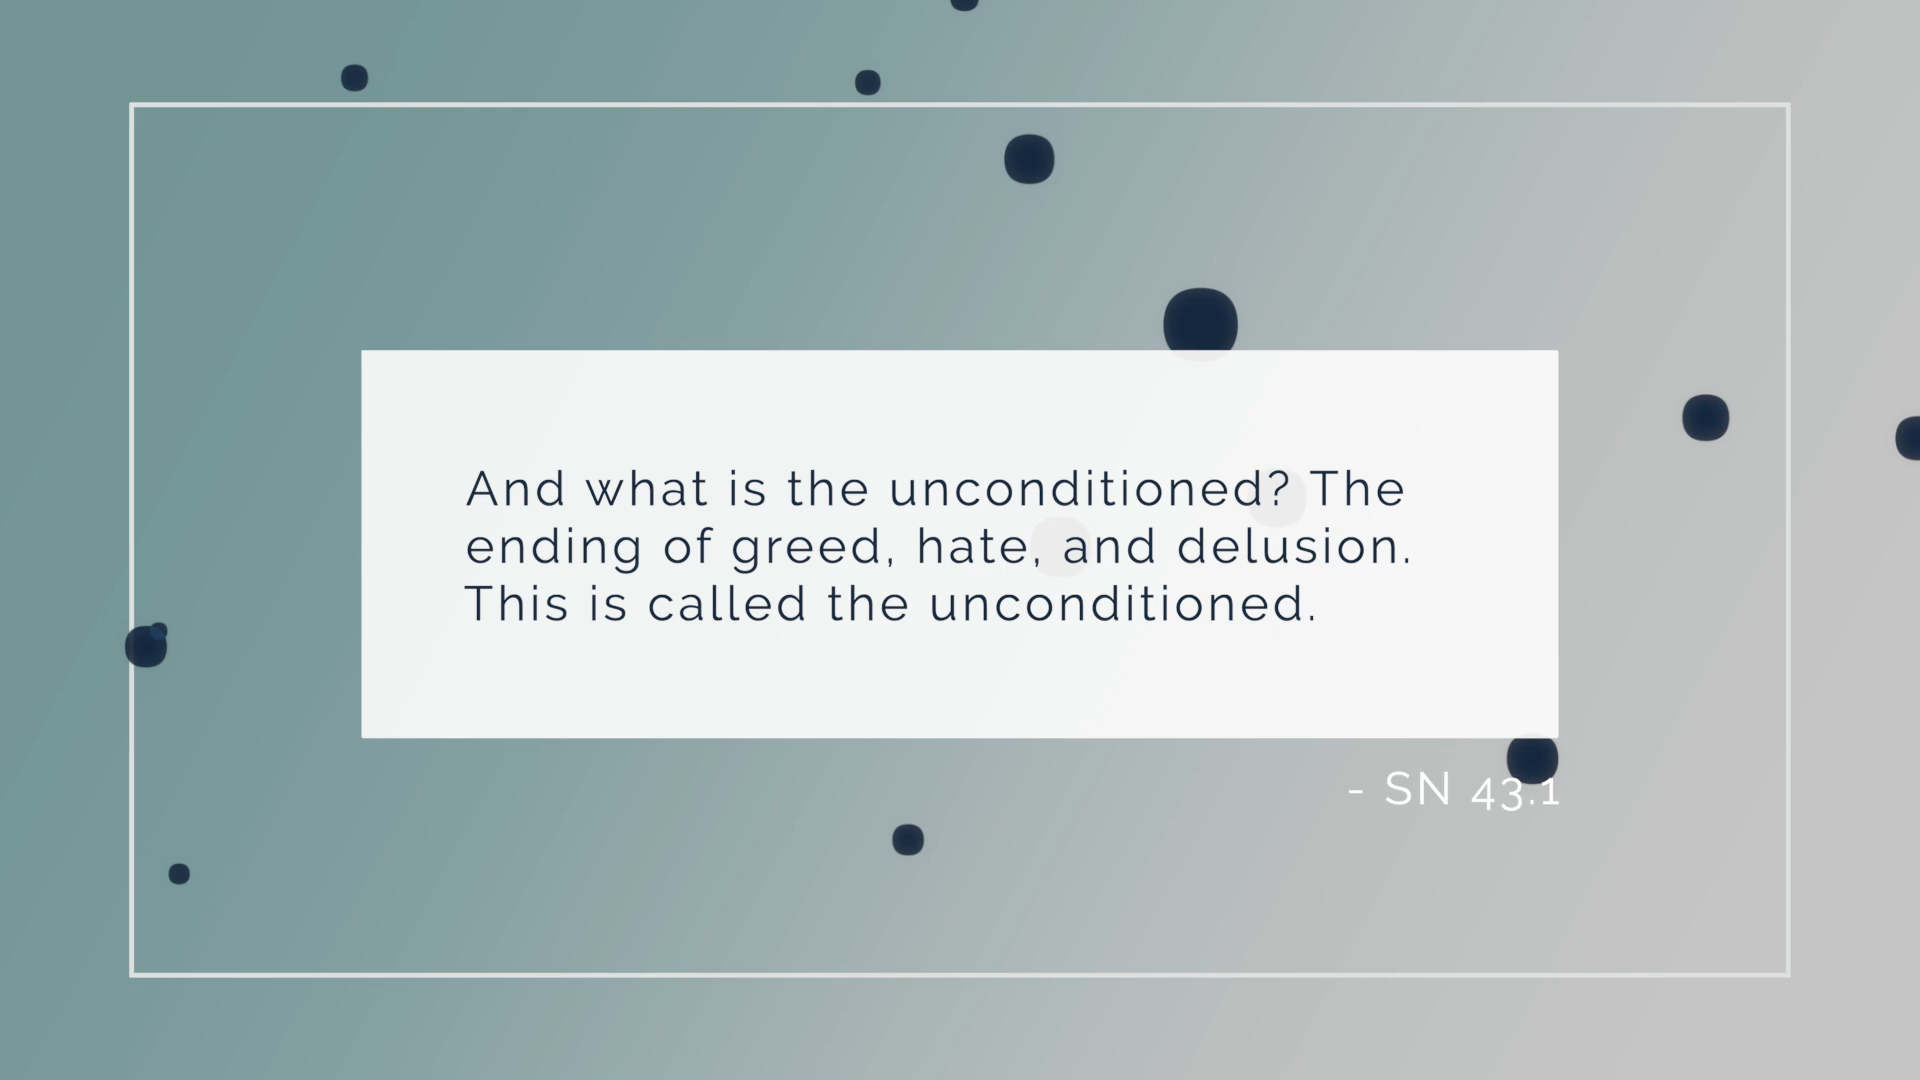 And what is the unconditioned? The
ending of greed, hate, and delusion.
This is called the unconditioned.
- SN 43.1